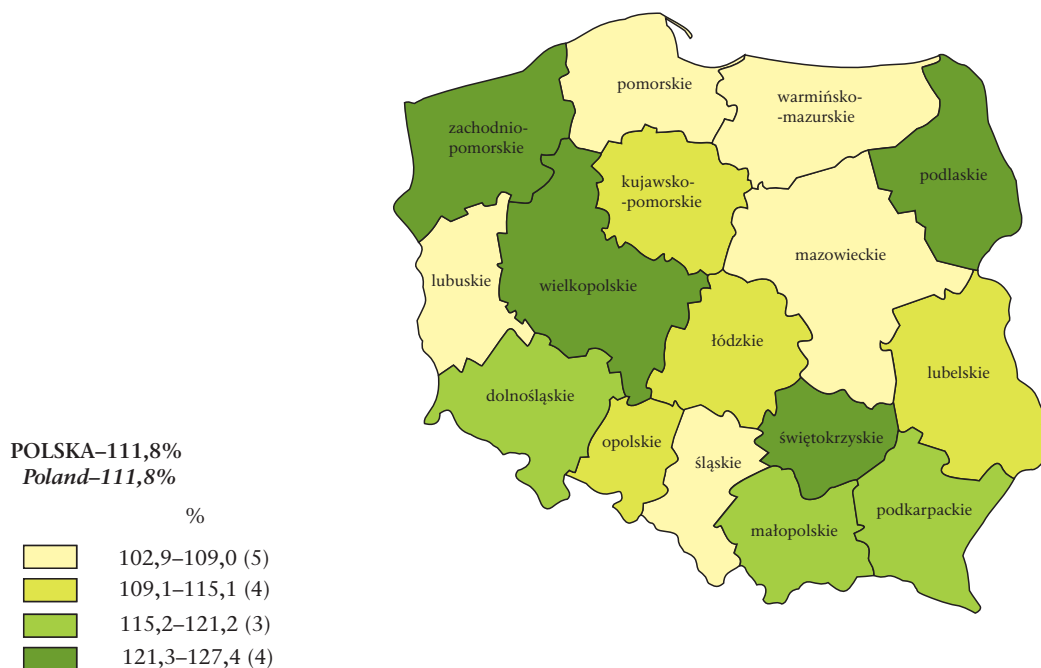 pomorskie
warmińsko-
-mazurskie
zachodnio-
pomorskie
podlaskie
kujawsko-
-pomorskie
mazowieckie
lubuskie
wielkopolskie
łódzkie
lubelskie
dolnośląskie
opolskie
świętokrzyskie
śląskie
podkarpackie
małopolskie
POLSKA–111,8%
Poland–111,8%
%
102,9–109,0 (5)
109,1–115,1 (4)
115,2–121,2 (3)
121,3–127,4 (4)